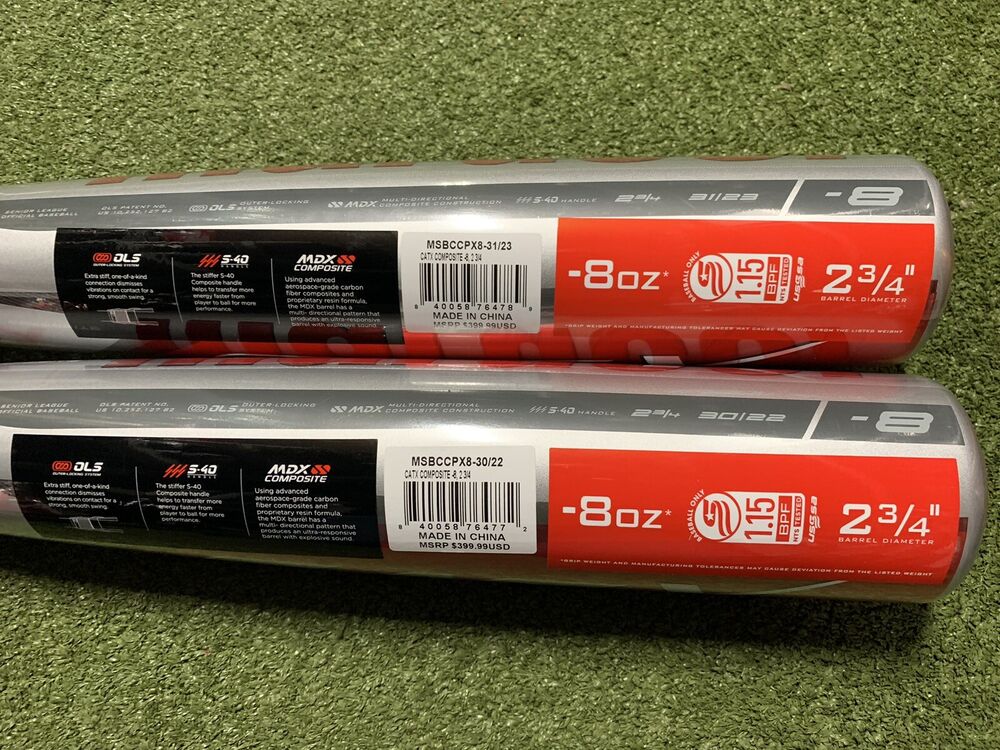 SENIOR LEAGUE
OFFICIAL BASEBALL
OLS PATENT NO.
US 10,252,127 B2
OLS OUTER-LOCKING
SYSTEM
MDX MULTI-DIRECTIONAL
COMPOSITE CONSTRUCTION
S-40 HANDLE
2 3/4
31/23
-8
OLS
OUTER-LOCKING SYSTEM
Extra stiff, one-of-a-kind
connection dismisses
vibrations on contact for a
strong, smooth swing.
S-40
HANDLE
The stiffer S-40
Composite handle
helps to transfer more
energy faster from
player to ball for more
performance.
MDX
COMPOSITE
Using advanced
aerospace-grade carbon
fiber composites and
proprietary resin formula,
the MDX barrel has a
multi- directional pattern that
produces an ultra-responsive
barrel with explosive sound.
MSBCCPX8-31/23
CATX COMPOSITE -8, 2 3/4
8 40058 76478 9
MADE IN CHINA
MSRP $399.99USD
-8oz*
BASEBALL ONLY
1.15
BPF
NTS TESTED
USSSA
2 3/4"
BARREL DIAMETER
*GRIP WEIGHT AND MANUFACTURING TOLERANCES MAY CAUSE DEVIATION FROM THE LISTED WEIGHT
SENIOR LEAGUE
OFFICIAL BASEBALL
OLS PATENT NO.
US 10,252,127 B2
OLS OUTER-LOCKING
SYSTEM
MDX MULTI-DIRECTIONAL
COMPOSITE CONSTRUCTION
S-40 HANDLE
2 3/4
30/22
-8
OLS
OUTER-LOCKING SYSTEM
Extra stiff, one-of-a-kind
connection dismisses
vibrations on contact for a
strong, smooth swing.
S-40
HANDLE
The stiffer S-40
Composite handle
helps to transfer more
energy faster from
player to ball for more
performance.
MDX
COMPOSITE
Using advanced
aerospace-grade carbon
fiber composites and
proprietary resin formula,
the MDX barrel has a
multi- directional pattern that
produces an ultra-responsive
barrel with explosive sound.
MSBCCPX8-30/22
CATX COMPOSITE -8, 2 3/4
8 40058 76477 2
MADE IN CHINA
MSRP $399.99USD
-8oz*
BASEBALL ONLY
1.15
BPF
NTS TESTED
USSSA
2 3/4"
BARREL DIAMETER
*GRIP WEIGHT AND MANUFACTURING TOLERANCES MAY CAUSE DEVIATION FROM THE LISTED WEIGHT